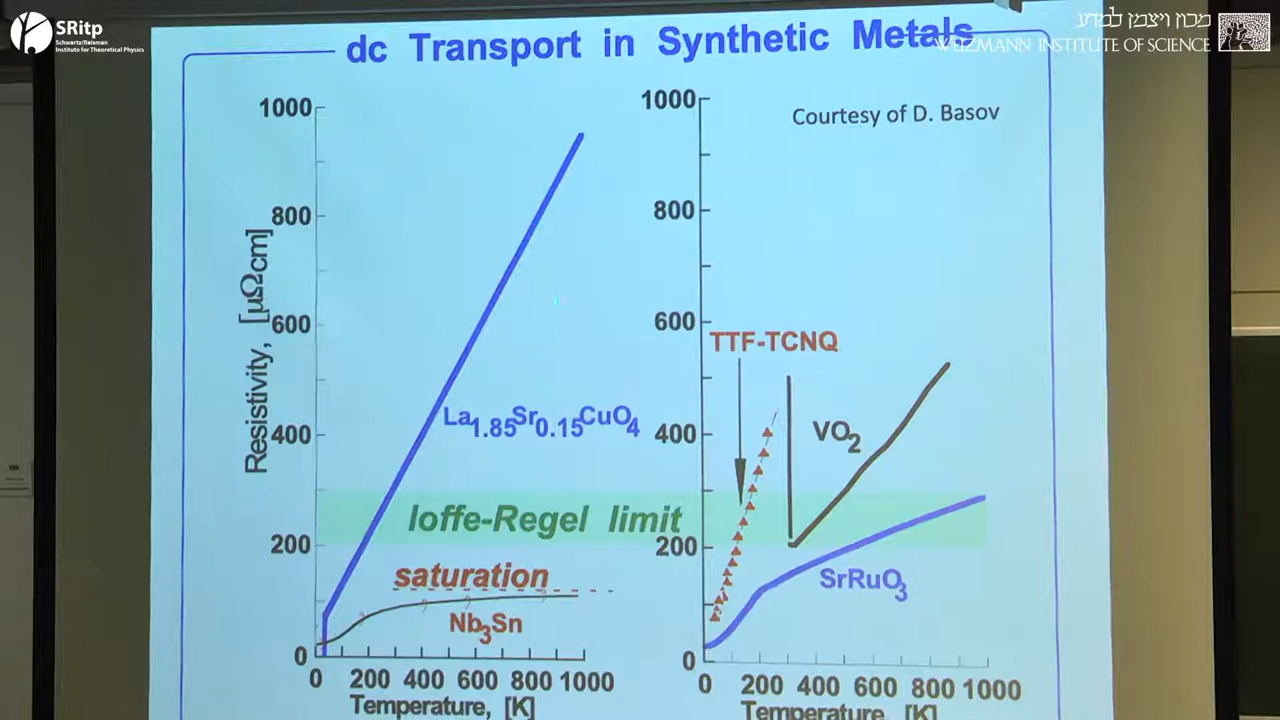 SRitp
Schwartz/Reisman
Institute for Theoretical Physics
מכון ויצמן למדע
WEIZMANN INSTITUTE OF SCIENCE
dc Transport in Synthetic Metals
Courtesy of D. Basov
Resistivity, [μΩcm]
1000
800
600
400
200
0
La1.85Sr0.15CuO4
Ioffe-Regel limit
saturation
Nb3Sn
0 200 400 600 800 1000
Temperature, [K]
1000
800
600
400
200
0
TTF-TCNQ
VO2
SrRuO3
0 200 400 600 800 1000
Temperature, [K]